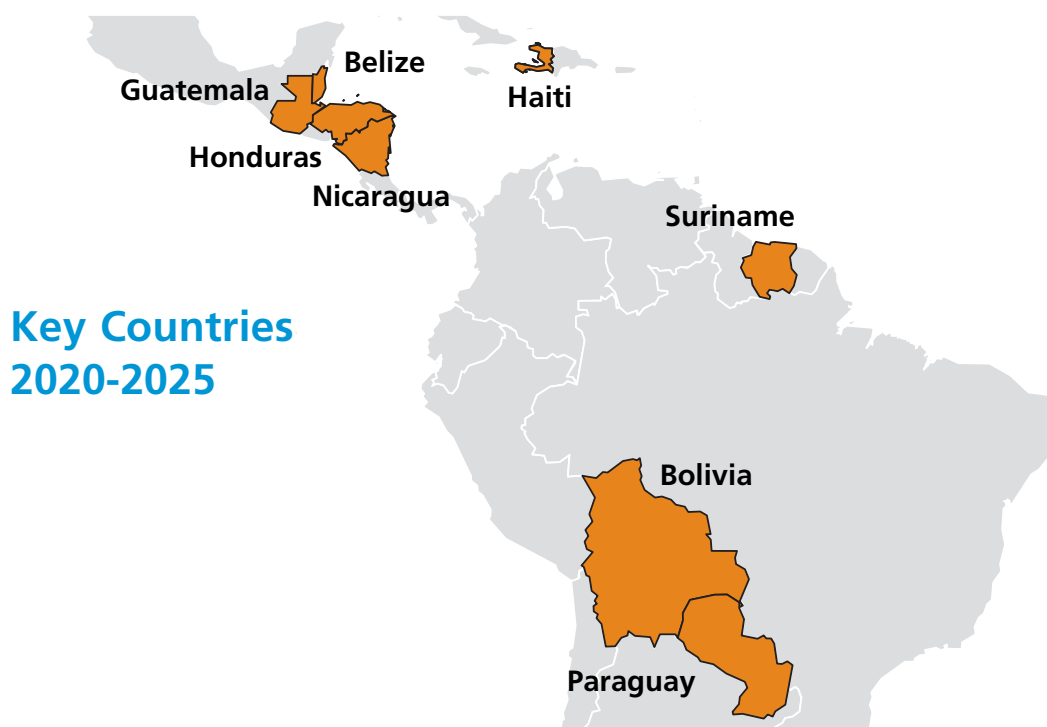 Belize
Guatemala
Haiti
Honduras
Nicaragua
Suriname
Key Countries
2020-2025
Bolivia
Paraguay